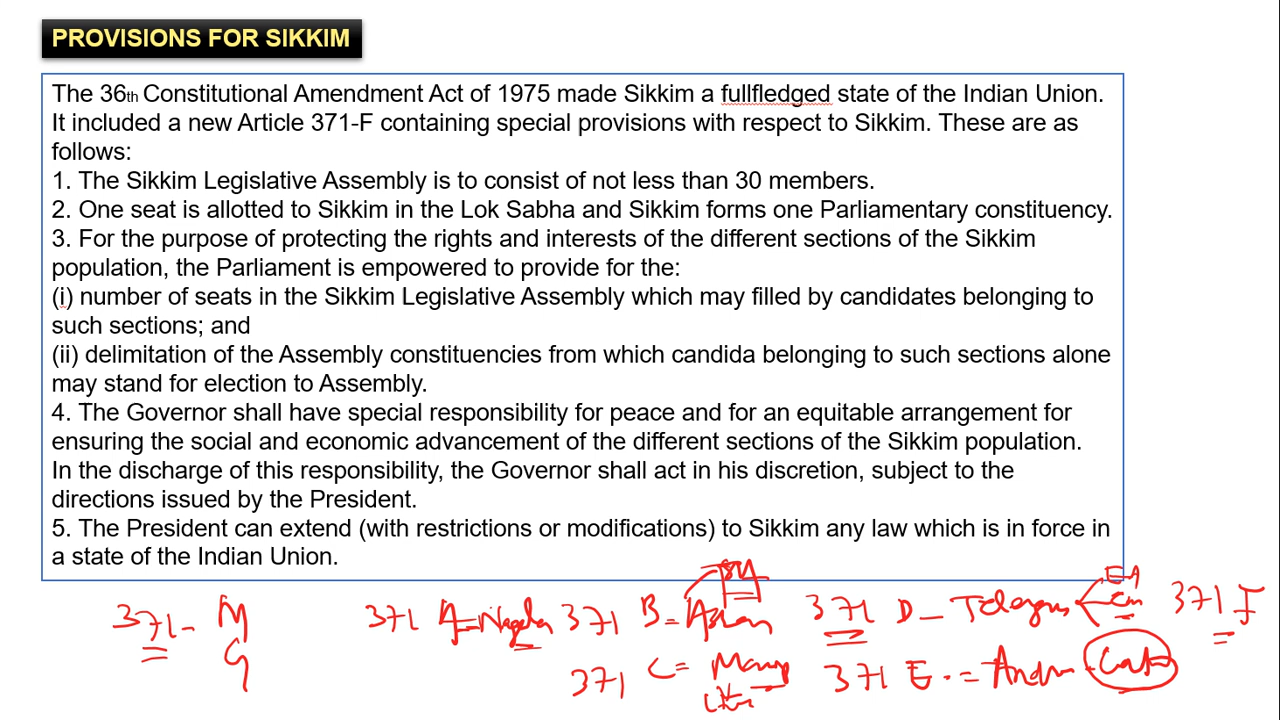 PROVISIONS FOR SIKKIM
The 36th Constitutional Amendment Act of 1975 made Sikkim a fullfledged state of the Indian Union.
It included a new Article 371-F containing special provisions with respect to Sikkim. These are as
follows:
1. The Sikkim Legislative Assembly is to consist of not less than 30 members.
2. One seat is allotted to Sikkim in the Lok Sabha and Sikkim forms one Parliamentary constituency.
3. For the purpose of protecting the rights and interests of the different sections of the Sikkim
population, the Parliament is empowered to provide for the:
(i) number of seats in the Sikkim Legislative Assembly which may filled by candidates belonging to
such sections; and
(ii) delimitation of the Assembly constituencies from which candida belonging to such sections alone
may stand for election to Assembly.
4. The Governor shall have special responsibility for peace and for an equitable arrangement for
ensuring the social and economic advancement of the different sections of the Sikkim population.
In the discharge of this responsibility, the Governor shall act in his discretion, subject to the
directions issued by the President.
5. The President can extend (with restrictions or modifications) to Sikkim any law which is in force in
a state of the Indian Union.
371- M 371 A= 371 B= 371 D- 371 F
G 371 C= 371 E.=